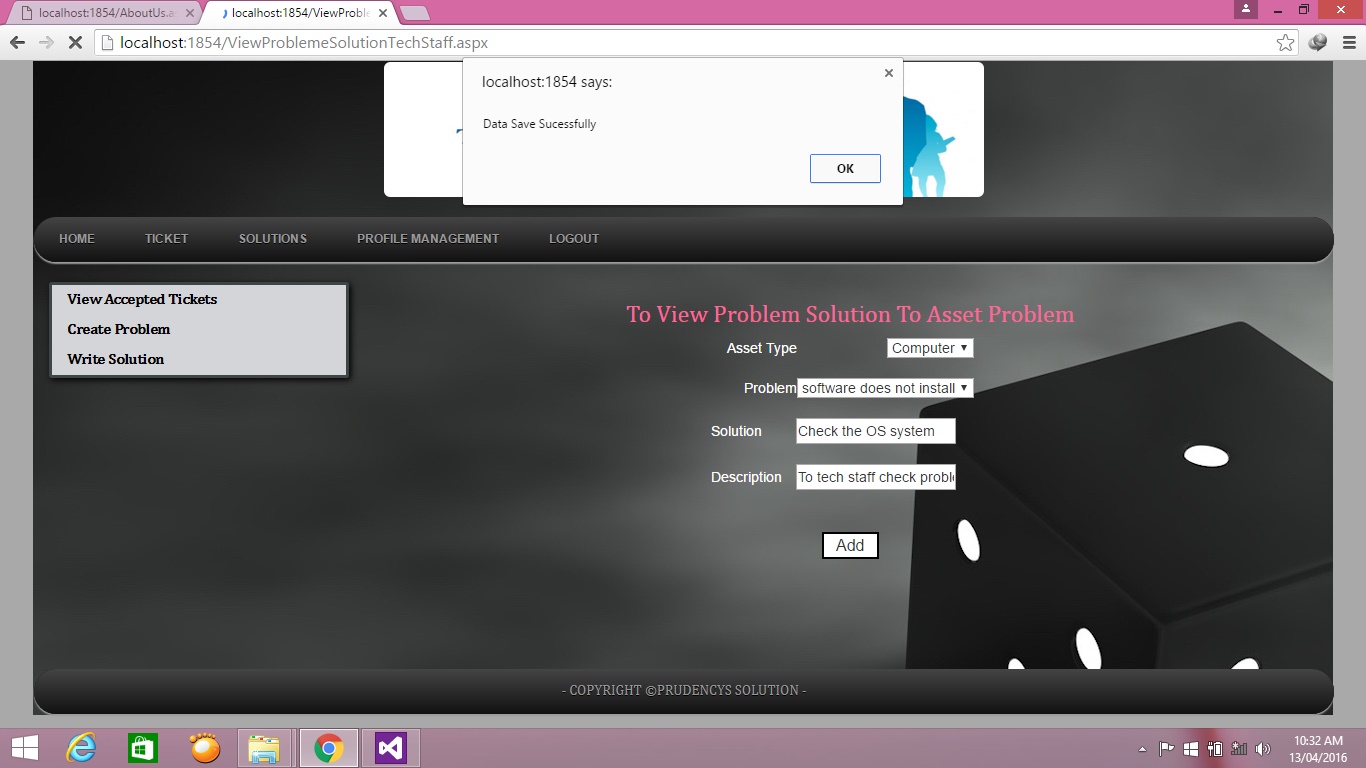 localhost:1854/AboutUs.a
localhost:1854/ViewProble
localhost:1854/ViewProblemeSolutionTechStaff.aspx
localhost:1854 says:
Data Save Sucessfully
OK
HOME TICKET SOLUTIONS PROFILE MANAGEMENT LOGOUT
View Accepted Tickets
Create Problem
Write Solution
To View Problem Solution To Asset Problem
Asset Type Computer
Problem software does not install
Solution Check the OS system
Description To tech staff check proble
Add
- COPYRIGHT ©PRUDENCYS SOLUTION -
10:32 AM
13/04/2016